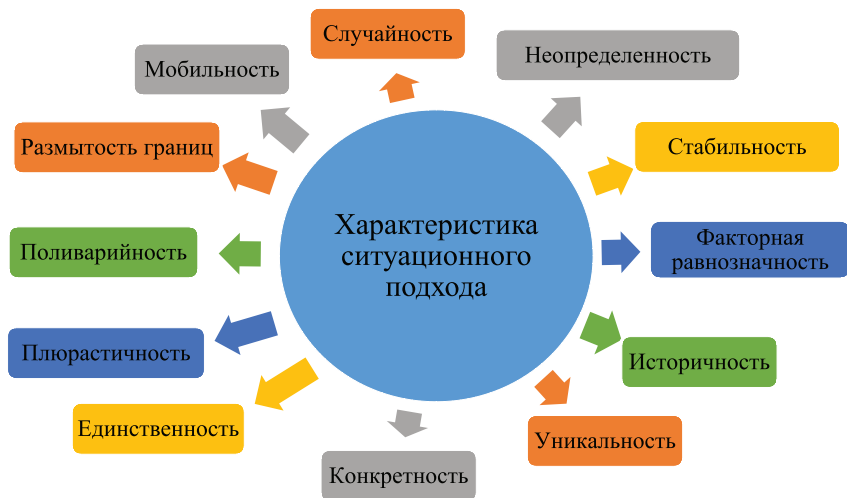 Случайность
Мобильность
Неопределенность
Размытость границ
Стабильность
Характеристика
ситуационного
подхода
Поливарийность
Факторная
равнозначность
Плюрастичность
Историчность
Единственность
Уникальность
Конкретность